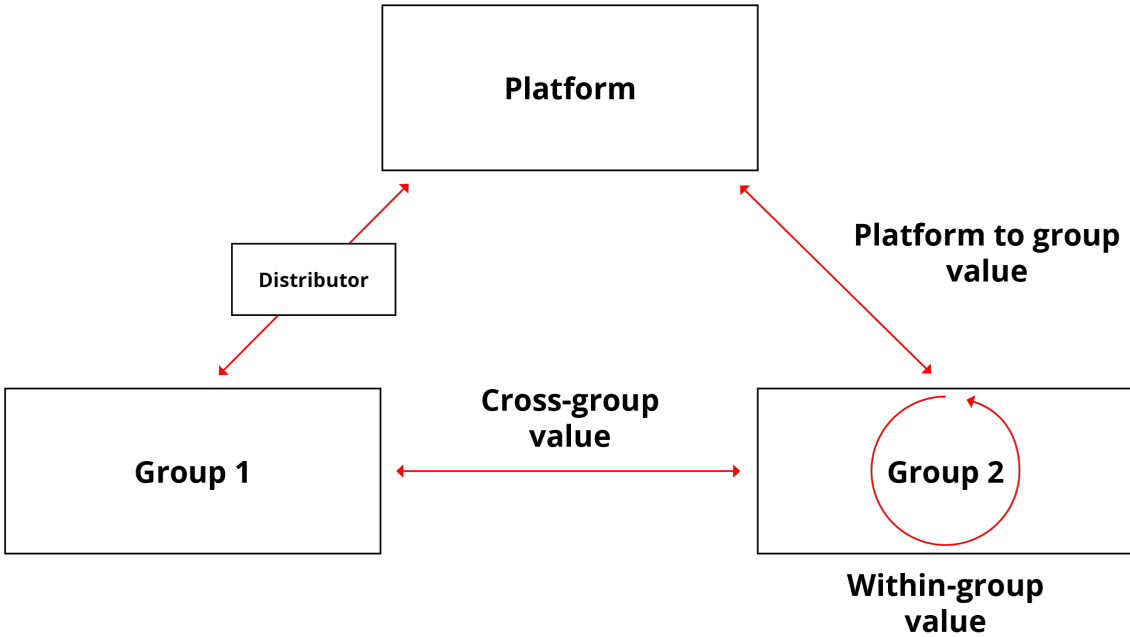 Platform
Platform to group
value
Distributor
Cross-group
value
Group 1
Group 2
Within-group
value